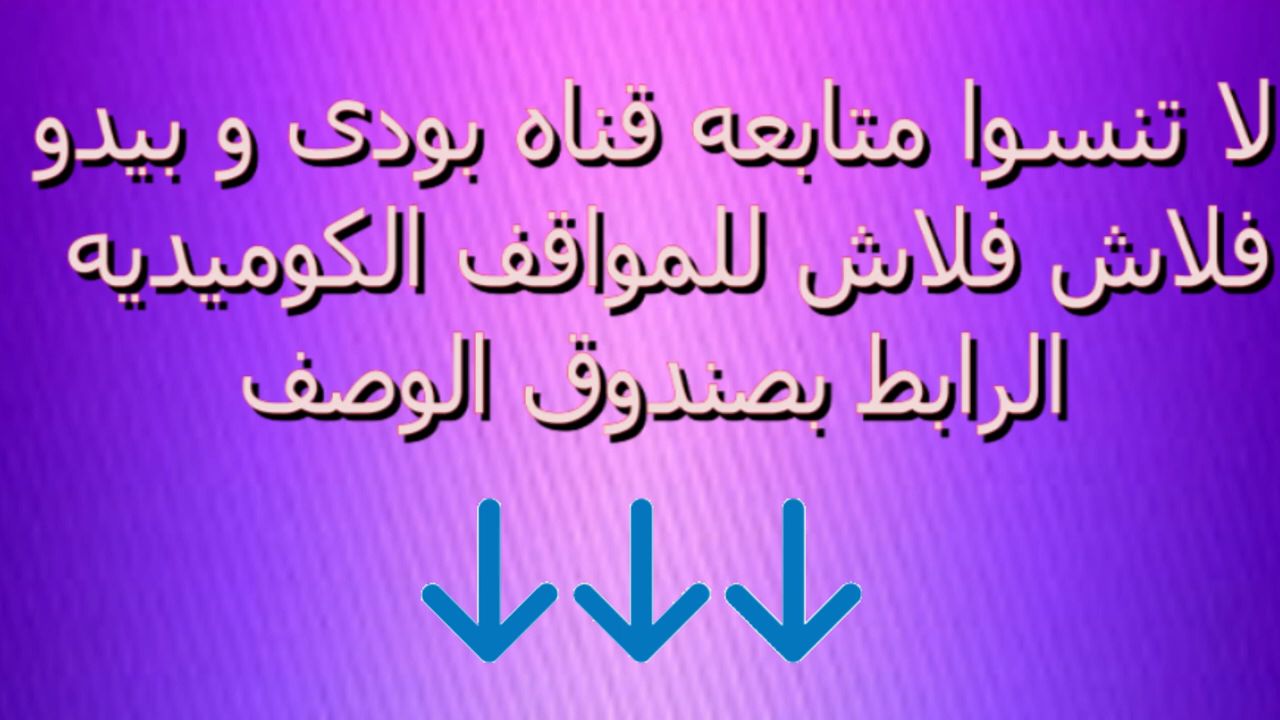 لا تنسوا متابعه قناه بودى و بيدو
فلاش فلاش للمواقف الكوميديه
الرابط بصندوق الوصف